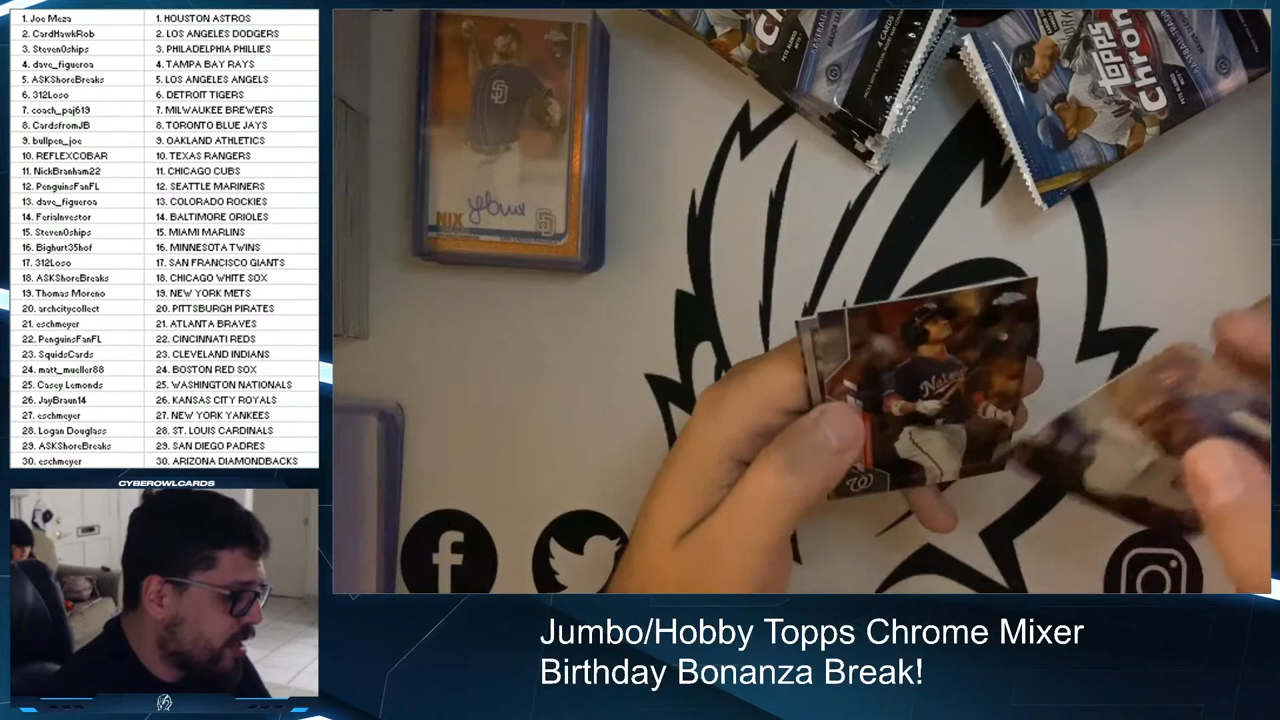 1. Joe Meza 1. HOUSTON ASTROS
2. CardHawkRob 2. LOS ANGELES DODGERS
3. Steven0ships 3. PHILADELPHIA PHILLIES
4. dave_figueroa 4. TAMPA BAY RAYS
5. ASKShoreBreaks 5. LOS ANGELES ANGELS
6. 312Loso 6. DETROIT TIGERS
7. coach_paj619 7. MILWAUKEE BREWERS
8. CardsfromJB 8. TORONTO BLUE JAYS
9. bullpen_joe 9. OAKLAND ATHLETICS
10. REFLEXCOBAR 10. TEXAS RANGERS
11. NickBranham22 11. CHICAGO CUBS
12. PenguinsFanFL 12. SEATTLE MARINERS
13. dave_figueroa 13. COLORADO ROCKIES
14. FeriaInvestor 14. BALTIMORE ORIOLES
15. Steven0ships 15. MIAMI MARLINS
16. Bighurt35hof 16. MINNESOTA TWINS
17. 312Loso 17. SAN FRANCISCO GIANTS
18. ASKShoreBreaks 18. CHICAGO WHITE SOX
19. Thomas Moreno 19. NEW YORK METS
20. archcitycollect 20. PITTSBURGH PIRATES
21. eschmeyer 21. ATLANTA BRAVES
22. PenguinsFanFL 22. CINCINNATI REDS
23. SquidsCards 23. CLEVELAND INDIANS
24. matt_mueller88 24. BOSTON RED SOX
25. Casey Lemonds 25. WASHINGTON NATIONALS
26. JayBraun14 26. KANSAS CITY ROYALS
27. eschmeyer 27. NEW YORK YANKEES
28. Logan Douglass 28. ST. LOUIS CARDINALS
29. ASKShoreBreaks 29. SAN DIEGO PADRES
30. eschmeyer 30. ARIZONA DIAMONDBACKS
CYBEROWLCARDS
NIX
SD
4 CARDS
Topps
Chrome
Nationals
W
f
Jumbo/Hobby Topps Chrome Mixer
Birthday Bonanza Break!